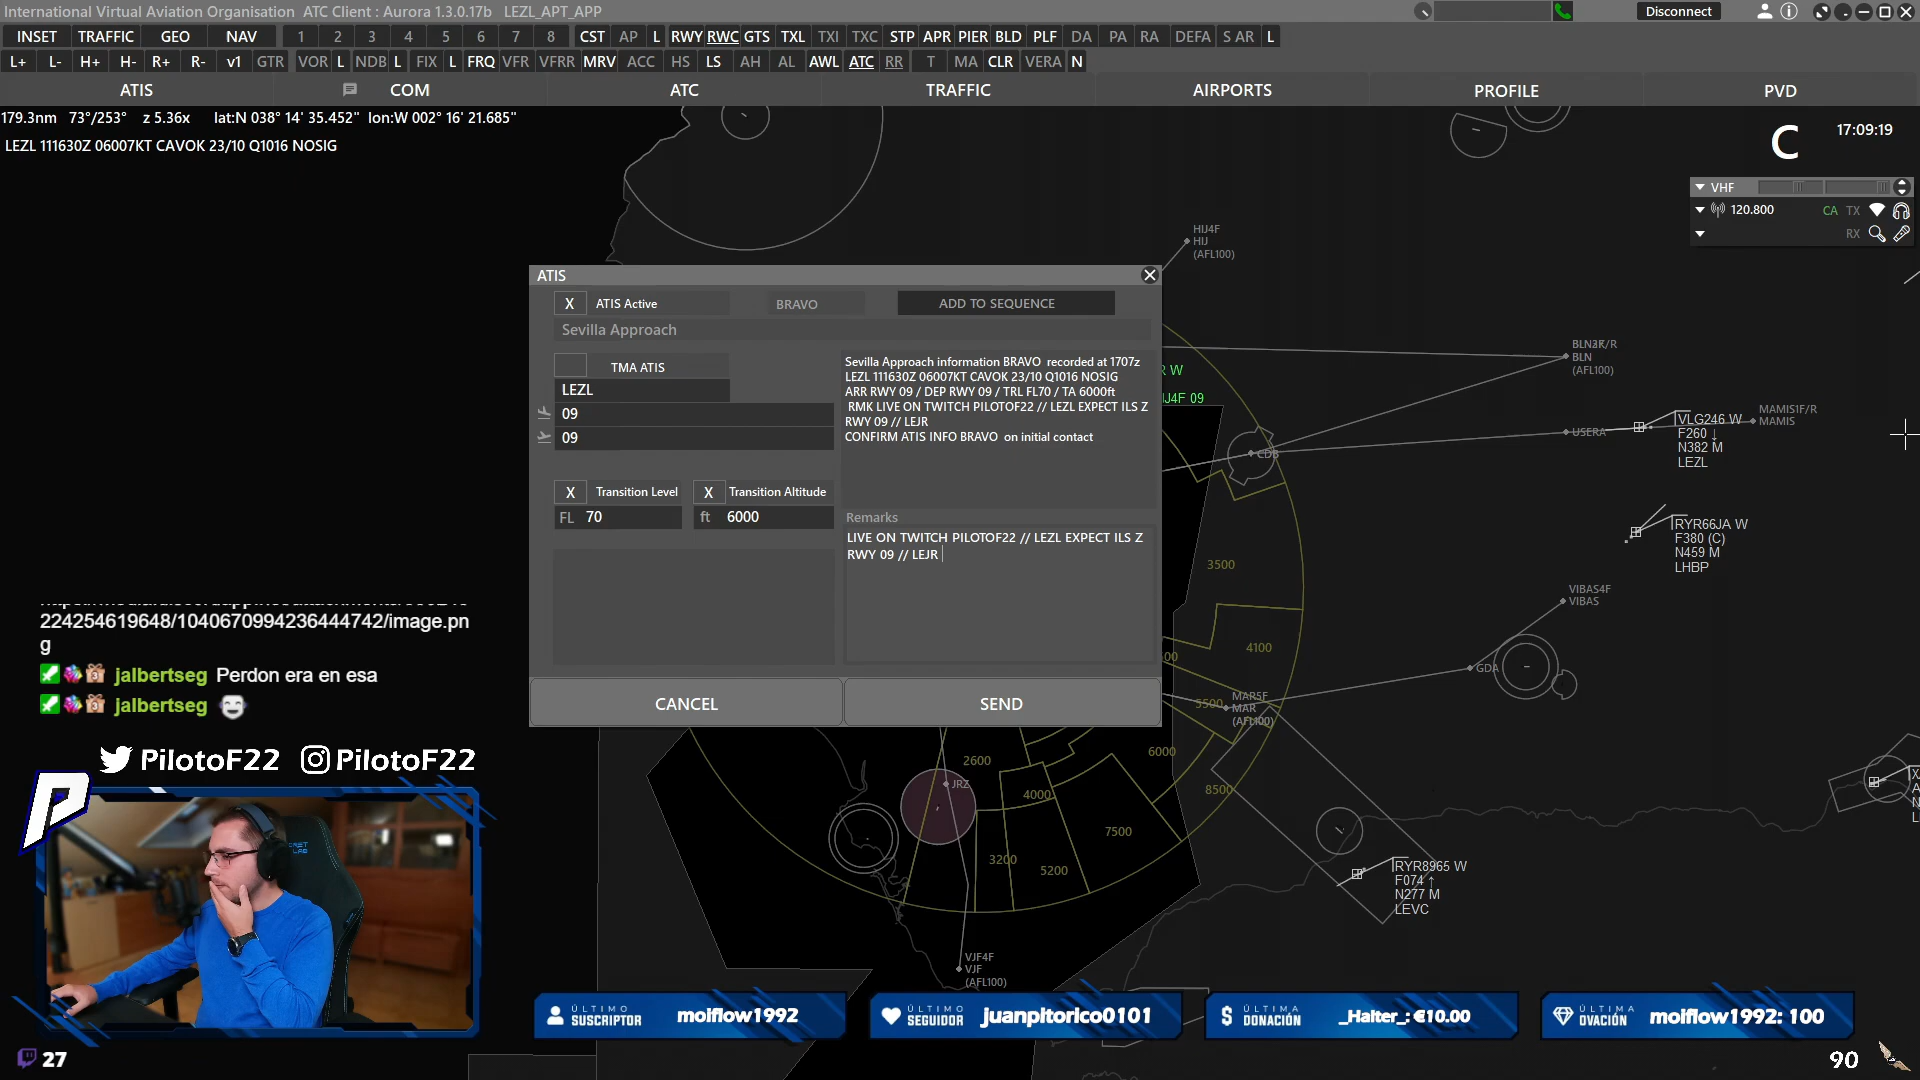 International Virtual Aviation Organisation   ATC Client : Aurora 1.3.0.17b   LEZL_APT_APP
Disconnect
INSET TRAFFIC GEO NAV 1 2 3 4 5 6 7 8 CST AP L RWY RWC GTS TXL TXI TXC STP APR PIER BLD PLF DA PA RA DEFA S AR L
L+ L- H+ H- R+ R- v1 GTR VOR L NDB L FIX L FRQ VFR VFRR MRV ACC HS LS AH AL AWL ATC RR T MA CLR VERA N
ATIS COM ATC TRAFFIC AIRPORTS PROFILE PVD
179.3nm 73°/253° z 5.36x lat:N 038° 14' 35.452" lon:W 002° 16' 21.685"
LEZL 111630Z 06007KT CAVOK 23/10 Q1016 NOSIG
C
17:09:19
VHF
120.800 CA TX
RX
HIJ4F
HIJ
(AFL100)
ATIS
X ATIS Active BRAVO ADD TO SEQUENCE
Sevilla Approach
TMA ATIS
LEZL
09
09
X Transition Level X Transition Altitude
FL 70 ft 6000
Sevilla Approach information BRAVO  recorded at 1707z
LEZL 111630Z 06007KT CAVOK 23/10 Q1016 NOSIG
ARR RWY 09 / DEP RWY 09 / TRL FL70 / TA 6000ft
RMK LIVE ON TWITCH PILOTOF22 // LEZL EXPECT ILS Z
RWY 09 // LEJR
CONFIRM ATIS INFO BRAVO  on initial contact
Remarks
LIVE ON TWITCH PILOTOF22 // LEZL EXPECT ILS Z
RWY 09 // LEJR
CANCEL SEND
R W
IJ4F 09
BLN
(AFL100)
CDB
USERA
VLG246 W
F260 ↓
N382 M
LEZL
MAMIS1F/R
MAMIS
RYR66JA W
F380 (C)
N459 M
LHBP
3500
VIBAS4F
VIBAS
4100
GDA
MAR5F
MAR
(AFL100)
5500
6000
8500
2600
JRZ
4000
7500
3200
5200
VJF4F
VJF
(AFL100)
RYR8965 W
F074 ↑
N277 M
LEVC
224254619648/1040670994236444742/image.pn
g
jalbertseg Perdon era en esa
jalbertseg
PilotoF22 PilotoF22
P
ÚLTIMO
SUSCRIPTOR
moiflow1992
ÚLTIMO
SEGUIDOR
juanpitorico0101
ÚLTIMA
DONACIÓN
_Halter_: €10.00
ÚLTIMA
OVACIÓN
moiflow1992: 100
27
90